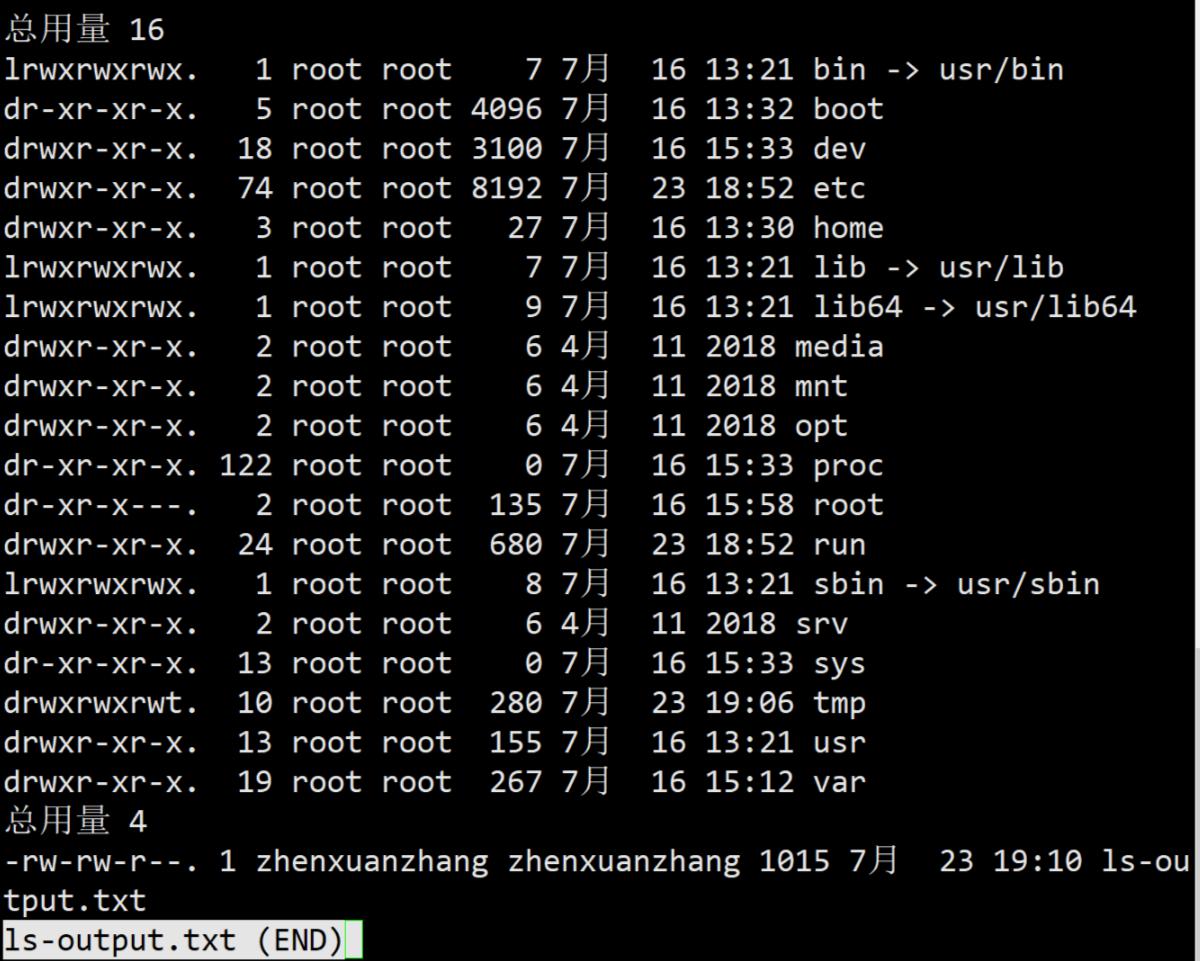 总用量 16
lrwxrwxrwx.   1 root root    7 7月  16 13:21 bin -> usr/bin
dr-xr-xr-x.   5 root root 4096 7月  16 13:32 boot
drwxr-xr-x.  18 root root 3100 7月  16 15:33 dev
drwxr-xr-x.  74 root root 8192 7月  23 18:52 etc
drwxr-xr-x.   3 root root   27 7月  16 13:30 home
lrwxrwxrwx.   1 root root    7 7月  16 13:21 lib -> usr/lib
lrwxrwxrwx.   1 root root    9 7月  16 13:21 lib64 -> usr/lib64
drwxr-xr-x.   2 root root    6 4月  11 2018 media
drwxr-xr-x.   2 root root    6 4月  11 2018 mnt
drwxr-xr-x.   2 root root    6 4月  11 2018 opt
dr-xr-xr-x. 122 root root    0 7月  16 15:33 proc
dr-xr-x---.   2 root root  135 7月  16 15:58 root
drwxr-xr-x.  24 root root  680 7月  23 18:52 run
lrwxrwxrwx.   1 root root    8 7月  16 13:21 sbin -> usr/sbin
drwxr-xr-x.   2 root root    6 4月  11 2018 srv
dr-xr-xr-x.  13 root root    0 7月  16 15:33 sys
drwxrwxrwt.  10 root root  280 7月  23 19:06 tmp
drwxr-xr-x.  13 root root  155 7月  16 13:21 usr
drwxr-xr-x.  19 root root  267 7月  16 15:12 var
总用量 4
-rw-rw-r--. 1 zhenxuanzhang zhenxuanzhang 1015 7月  23 19:10 ls-ou
tput.txt
ls-output.txt (END)